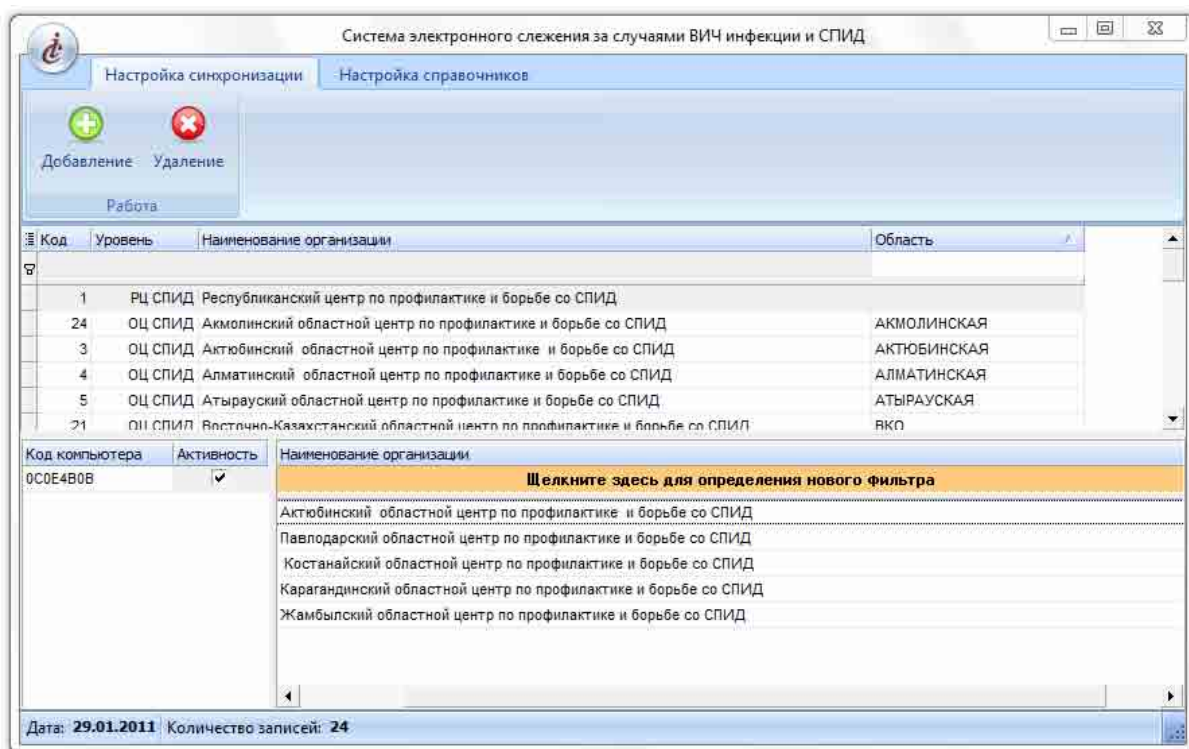 Система электронного слежения за случаями ВИЧ инфекции и СПИД
Настройка синхронизации Настройка справочников
Добавление Удаление
Работа
Код Уровень Наименование организации Область
1 РЦ СПИД Республиканский центр по профилактике и борьбе со СПИД
24 ОЦ СПИД Акмолинский областной центр по профилактике и борьбе со СПИД АКМОЛИНСКАЯ
3 ОЦ СПИД Актюбинский областной центр по профилактике и борьбе со СПИД АКТЮБИНСКАЯ
4 ОЦ СПИД Алматинский областной центр по профилактике и борьбе со СПИД АЛМАТИНСКАЯ
5 ОЦ СПИД Атырауский областной центр по профилактике и борьбе со СПИД АТЫРАУСКАЯ
21 ОЦ СПИД Восточно-Казахстанский областной центр по профилактике и борьбе со СПИД ВКО
Код компьютера Активность Наименование организации
0C0E4B0B Щелкните здесь для определения нового фильтра
Актюбинский областной центр по профилактике и борьбе со СПИД
Павлодарский областной центр по профилактике и борьбе со СПИД
Костанайский областной центр по профилактике и борьбе со СПИД
Карагандинский областной центр по профилактике и борьбе со СПИД
Жамбылский областной центр по профилактике и борьбе со СПИД
Дата: 29.01.2011 Количество записей: 24